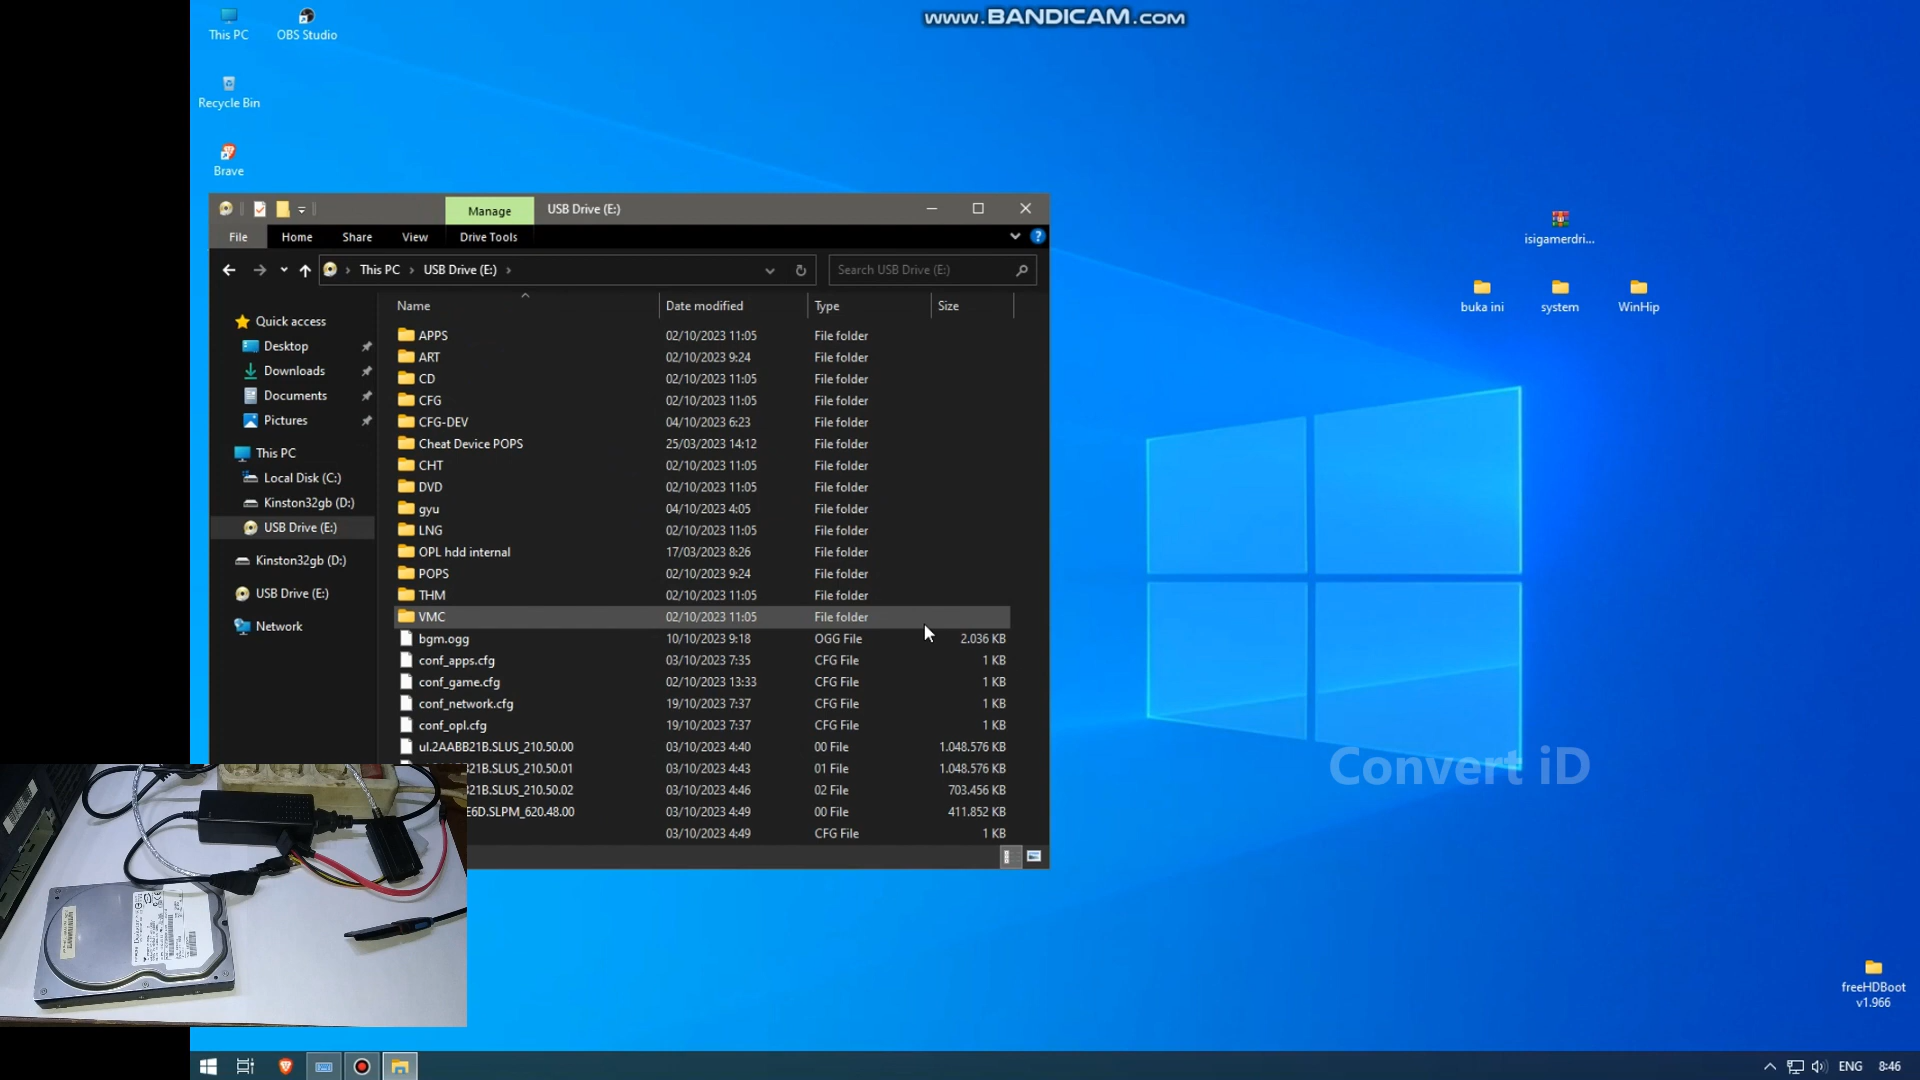 www.BANDICAM.com
This PC
OBS Studio
Recycle Bin
Brave
isigamerdri...
buka ini
system
WinHip
Manage
USB Drive (E:)
File
Home
Share
View
Drive Tools
This PC
USB Drive (E:)
Search USB Drive (E:)
Quick access
Desktop
Downloads
Documents
Pictures
This PC
Local Disk (C:)
Kinston32gb (D:)
USB Drive (E:)
Kinston32gb (D:)
USB Drive (E:)
Network
Name Date modified Type Size
APPS 02/10/2023 11:05 File folder
ART 02/10/2023 9:24 File folder
CD 02/10/2023 11:05 File folder
CFG 02/10/2023 11:05 File folder
CFG-DEV 04/10/2023 6:23 File folder
Cheat Device POPS 25/03/2023 14:12 File folder
CHT 02/10/2023 11:05 File folder
DVD 02/10/2023 11:05 File folder
gyu 04/10/2023 4:05 File folder
LNG 02/10/2023 11:05 File folder
OPL hdd internal 17/03/2023 8:26 File folder
POPS 02/10/2023 9:24 File folder
THM 02/10/2023 11:05 File folder
VMC 02/10/2023 11:05 File folder
bgm.ogg 10/10/2023 9:18 OGG File 2.036 KB
conf_apps.cfg 03/10/2023 7:35 CFG File 1 KB
conf_game.cfg 02/10/2023 13:33 CFG File 1 KB
conf_network.cfg 19/10/2023 7:37 CFG File 1 KB
conf_opl.cfg 19/10/2023 7:37 CFG File 1 KB
ul.2AABB21B.SLUS_210.50.00 03/10/2023 4:40 00 File 1.048.576 KB
321B.SLUS_210.50.01 03/10/2023 4:43 01 File 1.048.576 KB
321B.SLUS_210.50.02 03/10/2023 4:46 02 File 703.456 KB
E6D.SLPM_620.48.00 03/10/2023 4:49 00 File 411.852 KB
03/10/2023 4:49 CFG File 1 KB
Convert iD
freeHDBoot
v1.966
ENG
8:46